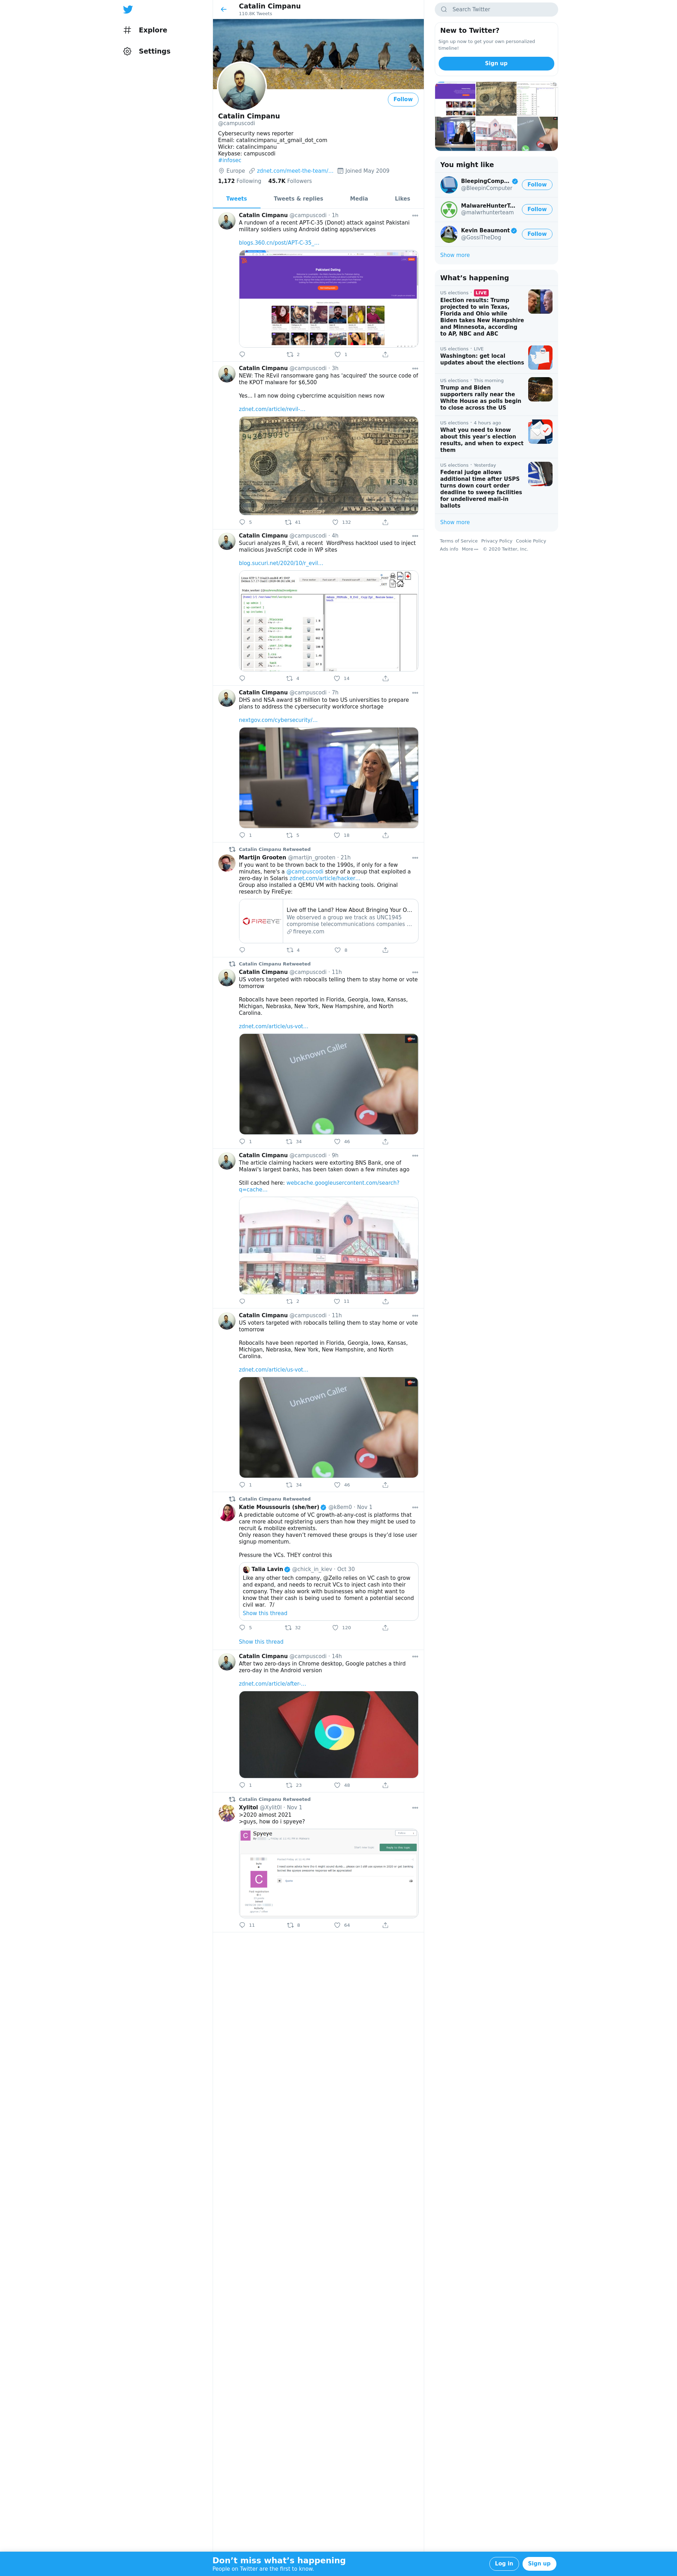 Explore
Settings
Catalin Cimpanu
110.8K Tweets
Follow
Catalin Cimpanu
@campuscodi
Cybersecurity news reporter
Email: catalincimpanu_at_gmail_dot_com
Wickr: catalincimpanu
Keybase: campuscodi
#infosec
Europe zdnet.com/meet-the-team/… Joined May 2009
1,172 Following 45.7K Followers
Tweets Tweets & replies Media Likes
Catalin Cimpanu @campuscodi · 1h
A rundown of a recent APT-C-35 (Donot) attack against Pakistani
military soldiers using Android dating apps/services
blogs.360.cn/post/APT-C-35_…
Pakistan Dating
2 1
Catalin Cimpanu @campuscodi · 3h
NEW: The REvil ransomware gang has 'acquired' the source code of
the KPOT malware for $6,500
Yes... I am now doing cybercrime acquisition news now
zdnet.com/article/revil-…
5 41 132
Catalin Cimpanu @campuscodi · 4h
Sucuri analyzes R_Evil, a recent WordPress hacktool used to inject
malicious JavaScript code in WP sites
blog.sucuri.net/2020/10/r_evil…
4 14
Catalin Cimpanu @campuscodi · 7h
DHS and NSA award $8 million to two US universities to prepare
plans to address the cybersecurity workforce shortage
nextgov.com/cybersecurity/…
1 5 18
Catalin Cimpanu Retweeted
Martijn Grooten @martijn_grooten · 21h
If you want to be thrown back to the 1990s, if only for a few
minutes, here's a @campuscodi story of a group that exploited a
zero-day in Solaris zdnet.com/article/hacker…
Group also installed a QEMU VM with hacking tools. Original
research by FireEye:
FIREEYE
Live off the Land? How About Bringing Your O...
We observed a group we track as UNC1945
compromise telecommunications companies ...
fireeye.com
4 8
Catalin Cimpanu Retweeted
Catalin Cimpanu @campuscodi · 11h
US voters targeted with robocalls telling them to stay home or vote
tomorrow
Robocalls have been reported in Florida, Georgia, Iowa, Kansas,
Michigan, Nebraska, New York, New Hampshire, and North
Carolina.
zdnet.com/article/us-vot…
Unknown Caller
1 34 46
Catalin Cimpanu @campuscodi · 9h
The article claiming hackers were extorting BNS Bank, one of
Malawi's largest banks, has been taken down a few minutes ago
Still cached here: webcache.googleusercontent.com/search?
q=cache…
2 11
Catalin Cimpanu @campuscodi · 11h
US voters targeted with robocalls telling them to stay home or vote
tomorrow
Robocalls have been reported in Florida, Georgia, Iowa, Kansas,
Michigan, Nebraska, New York, New Hampshire, and North
Carolina.
zdnet.com/article/us-vot…
Unknown Caller
1 34 46
Catalin Cimpanu Retweeted
Katie Moussouris (she/her) @k8em0 · Nov 1
A predictable outcome of VC growth-at-any-cost is platforms that
care more about registering users than how they might be used to
recruit & mobilize extremists.
Only reason they haven't removed these groups is they'd lose user
signup momentum.
Pressure the VCs. THEY control this
Talia Lavin @chick_in_kiev · Oct 30
Like any other tech company, @Zello relies on VC cash to grow
and expand, and needs to recruit VCs to inject cash into their
company. They also work with businesses who might want to
know that their cash is being used to foment a potential second
civil war. 7/
Show this thread
5 32 120
Show this thread
Catalin Cimpanu @campuscodi · 14h
After two zero-days in Chrome desktop, Google patches a third
zero-day in the Android version
zdnet.com/article/after-…
1 23 48
Catalin Cimpanu Retweeted
Xylitol @Xylit0l · Nov 1
>2020 almost 2021
>guys, how do I spyeye?
C
Spyeye
C
11 8 64
Search Twitter
New to Twitter?
Sign up now to get your own personalized
timeline!
Sign up
You might like
BleepingComp... @BleepinComputer Follow
MalwareHunterT... @malwrhunterteam Follow
Kevin Beaumont @GossiTheDog Follow
Show more
What's happening
US elections · LIVE
Election results: Trump
projected to win Texas,
Florida and Ohio while
Biden takes New Hampshire
and Minnesota, according
to AP, NBC and ABC
US elections · LIVE
Washington: get local
updates about the elections
US elections · This morning
Trump and Biden
supporters rally near the
White House as polls begin
to close across the US
US elections · 4 hours ago
What you need to know
about this year's election
results, and when to expect
them
US elections · Yesterday
Federal judge allows
additional time after USPS
turns down court order
deadline to sweep facilities
for undelivered mail-in
ballots
Show more
Terms of Service Privacy Policy Cookie Policy
Ads info More © 2020 Twitter, Inc.
Don't miss what's happening
People on Twitter are the first to know.
Log in Sign up